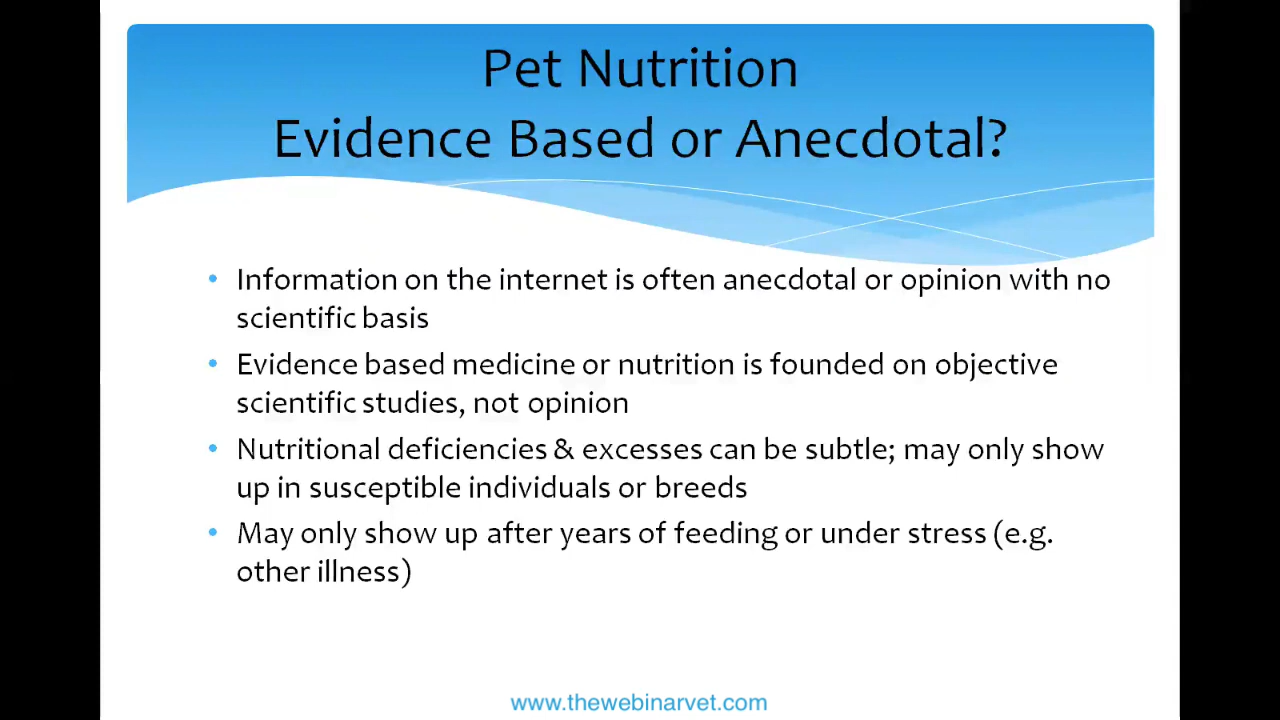 Pet Nutrition
Evidence Based or Anecdotal?
• Information on the internet is often anecdotal or opinion with no
scientific basis
• Evidence based medicine or nutrition is founded on objective
scientific studies, not opinion
• Nutritional deficiencies & excesses can be subtle; may only show
up in susceptible individuals or breeds
• May only show up after years of feeding or under stress (e.g.
other illness)
www.thewebinarvet.com